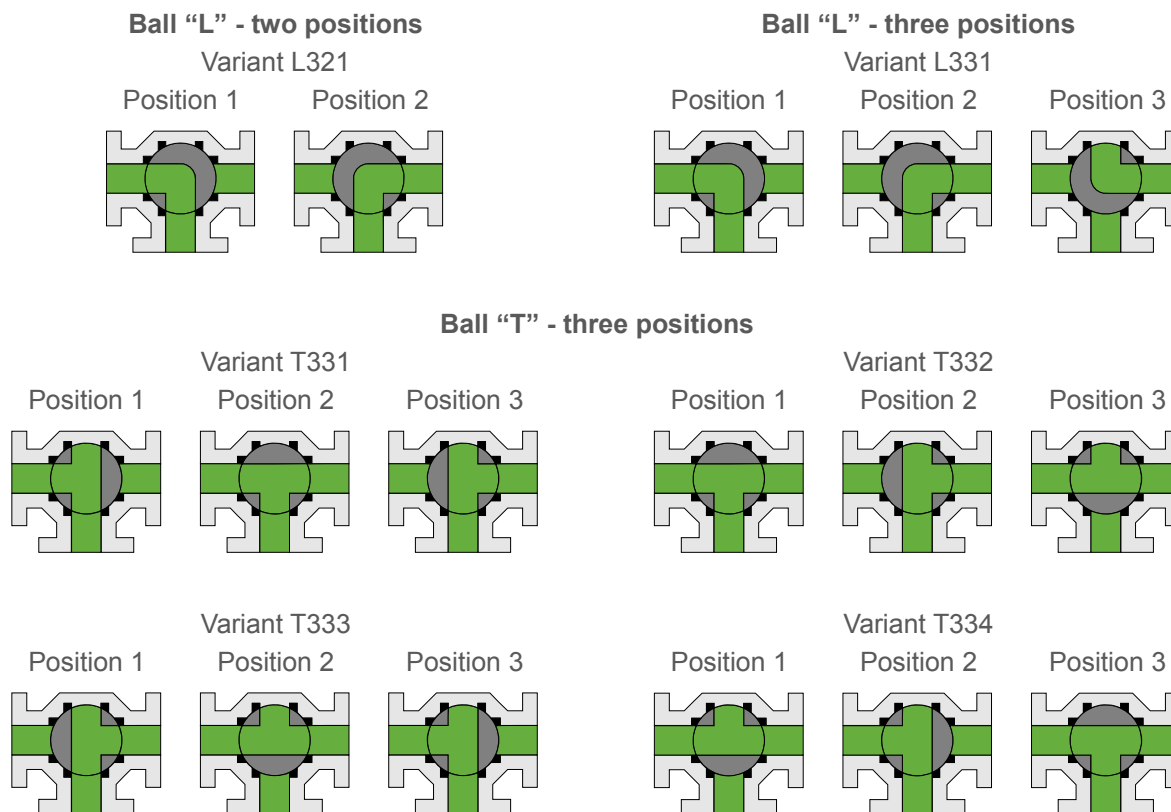 Ball “L” - two positions
Variant L321
Position 1 Position 2
Ball “L” - three positions
Variant L331
Position 1 Position 2 Position 3
Ball “T” - three positions
Variant T331
Position 1 Position 2 Position 3
Variant T332
Position 1 Position 2 Position 3
Variant T333
Position 1 Position 2 Position 3
Variant T334
Position 1 Position 2 Position 3